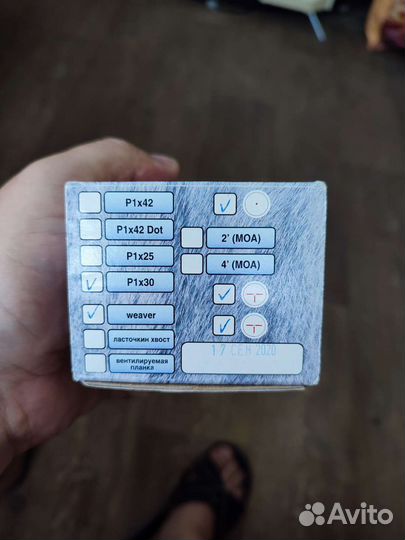 P1x42
P1x42 Dot
2' (MOA)
P1x25
4' (MOA)
P1x30
weaver
ласточкин хвост
вентилируемая
планка
17 СЕН 2020
Avito